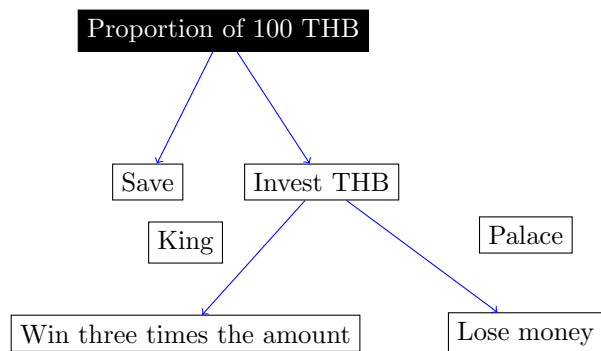 Proportion of 100 THB
Save
Invest THB
King
Palace
Win three times the amount
Lose money